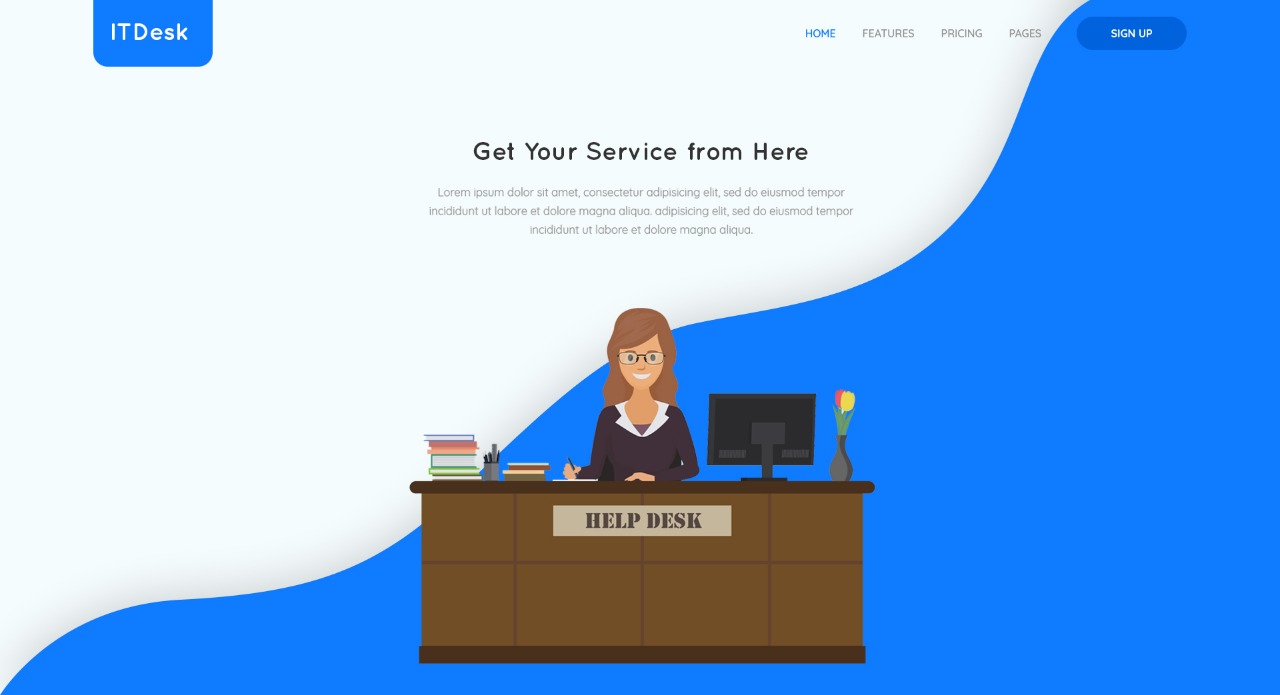 ITDesk
HOME FEATURES PRICING PAGES SIGN UP
Get Your Service from Here
Lorem ipsum dolor sit amet, consectetur adipisicing elit, sed do eiusmod tempor
incididunt ut labore et dolore magna aliqua. adipisicing elit, sed do eiusmod tempor
incididunt ut labore et dolore magna aliqua.
HELP DESK